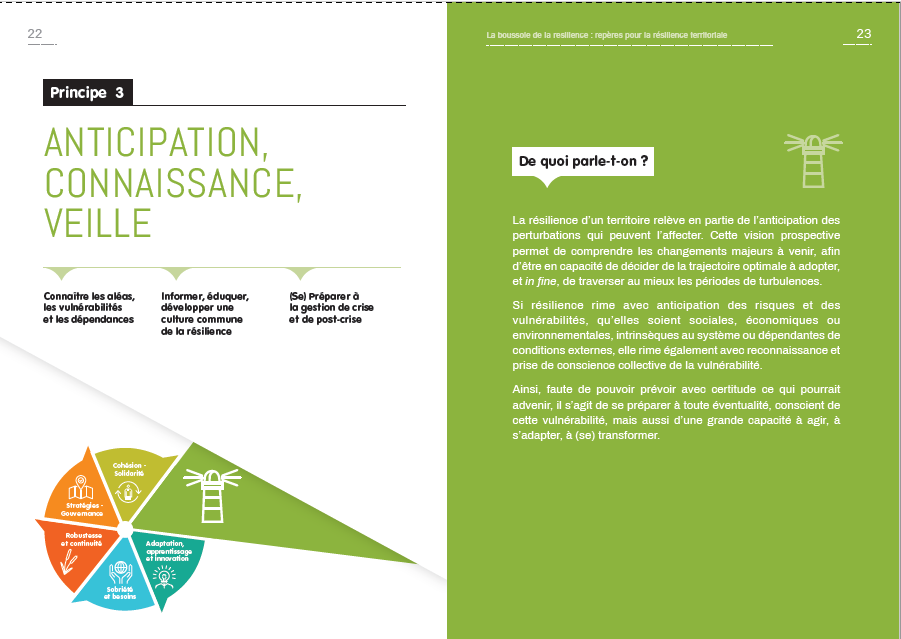 22
Principe 3
ANTICIPATION,
CONNAISSANCE,
VEILLE
Connaître les aléas,
les vulnérabilités
et les dépendances
Informer, éduquer,
développer une
culture commune
de la résilience
(Se) Préparer à
la gestion de crise
et de post-crise
Cohésion -
Solidarité
Stratégies -
Gouvernance
Robustesse
et continuité
Adaptation,
apprentissage
et innovation
Sobriété
et besoins
La boussole de la resilience : repères pour la résilience territoriale
23
De quoi parle-t-on ?
La résilience d'un territoire relève en partie de l'anticipation des
perturbations qui peuvent l'affecter. Cette vision prospective
permet de comprendre les changements majeurs à venir, afin
d'être en capacité de décider de la trajectoire optimale à adopter,
et in fine, de traverser au mieux les périodes de turbulences.
Si résilience rime avec anticipation des risques et des
vulnérabilités, qu'elles soient sociales, économiques ou
environnementales, intrinsèques au système ou dépendantes de
conditions externes, elle rime également avec reconnaissance et
prise de conscience collective de la vulnérabilité.
Ainsi, faute de pouvoir prévoir avec certitude ce qui pourrait
advenir, il s'agit de se préparer à toute éventualité, conscient de
cette vulnérabilité, mais aussi d'une grande capacité à agir, à
s'adapter, à (se) transformer.